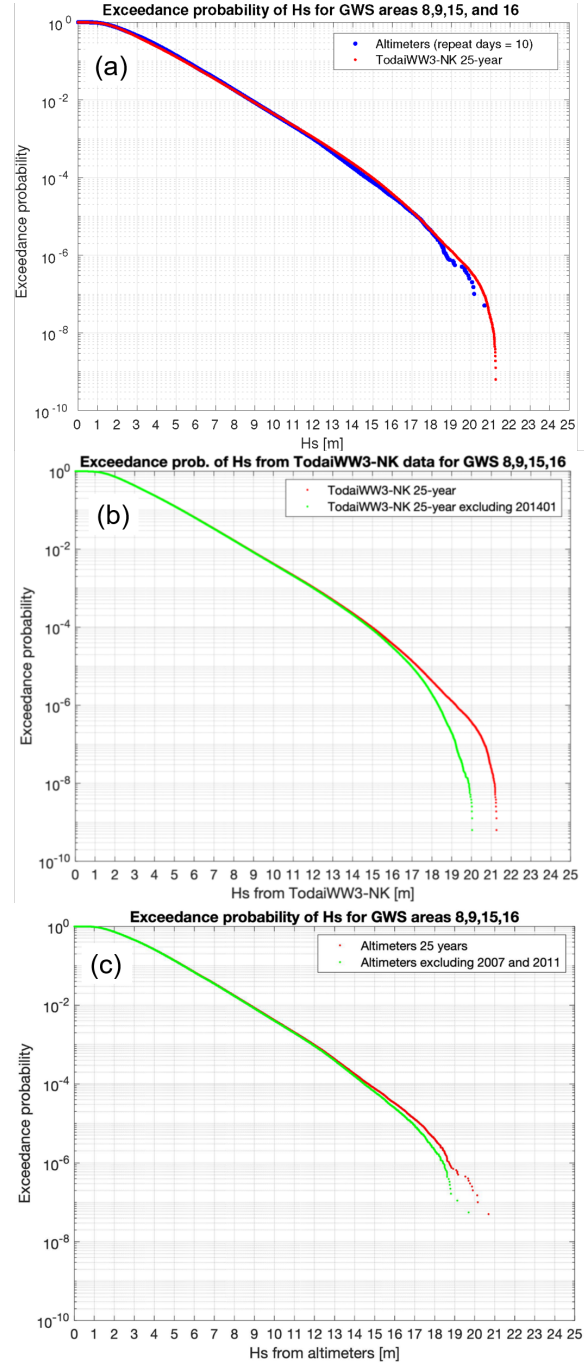 Exceedance probability of Hs for GWS areas 8,9,15, and 16
(a)
Altimeters (repeat days = 10)
TodaiWW3-NK 25-year
Exceedance probability
10^0
10^-2
10^-4
10^-6
10^-8
10^-10
0 1 2 3 4 5 6 7 8 9 10 11 12 13 14 15 16 17 18 19 20 21 22 23 24 25
Hs [m]
Exceedance prob. of Hs from TodaiWW3-NK data for GWS 8,9,15,16
(b)
TodaiWW3-NK 25-year
TodaiWW3-NK 25-year excluding 201401
Exceedance probability
10^0
10^-2
10^-4
10^-6
10^-8
10^-10
0 1 2 3 4 5 6 7 8 9 10 11 12 13 14 15 16 17 18 19 20 21 22 23 24 25
Hs from TodaiWW3-NK [m]
Exceedance probability of Hs for GWS areas 8,9,15,16
(c)
Altimeters 25 years
Altimeters excluding 2007 and 2011
Exceedance probability
10^0
10^-2
10^-4
10^-6
10^-8
10^-10
0 1 2 3 4 5 6 7 8 9 10 11 12 13 14 15 16 17 18 19 20 21 22 23 24 25
Hs from altimeters [m]